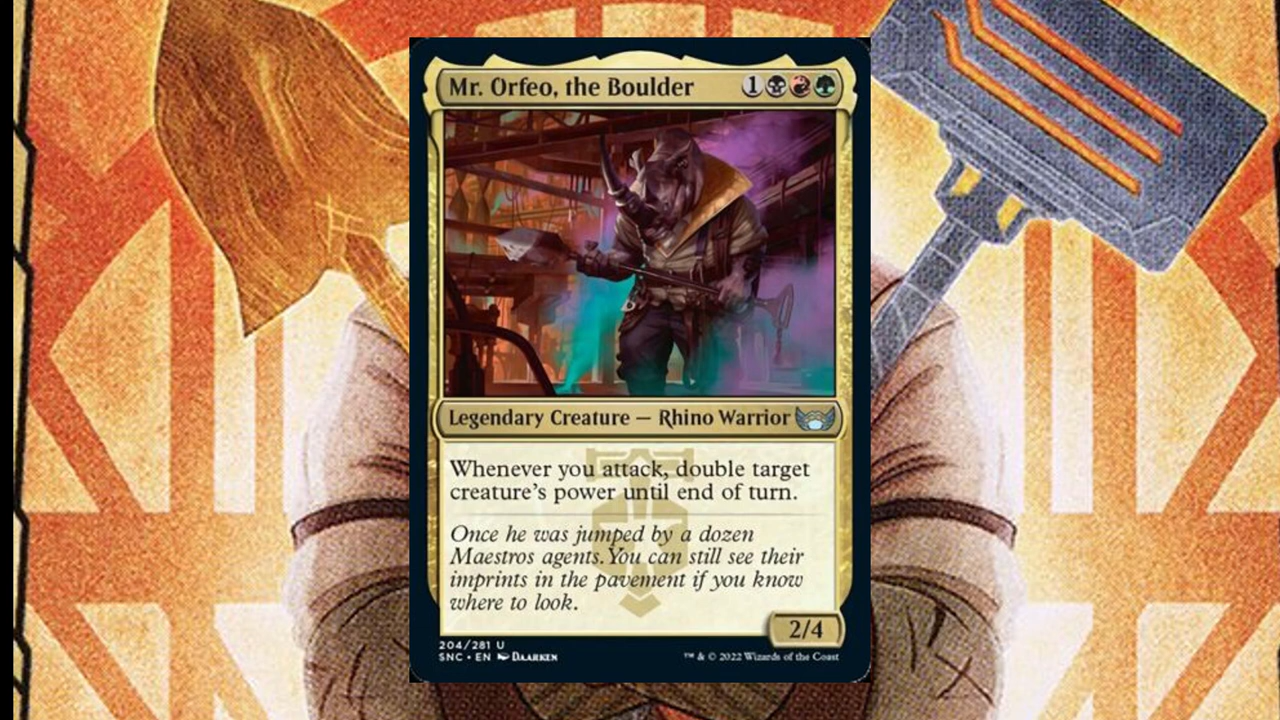 Mr. Orfeo, the Boulder 1
Legendary Creature — Rhino Warrior
Whenever you attack, double target
creature's power until end of turn.
Once he was jumped by a dozen
Maestros agents. You can still see their
imprints in the pavement if you know
where to look.
2/4
204/281 U
SNC • EN Daarken
™ & © 2022 Wizards of the Coast